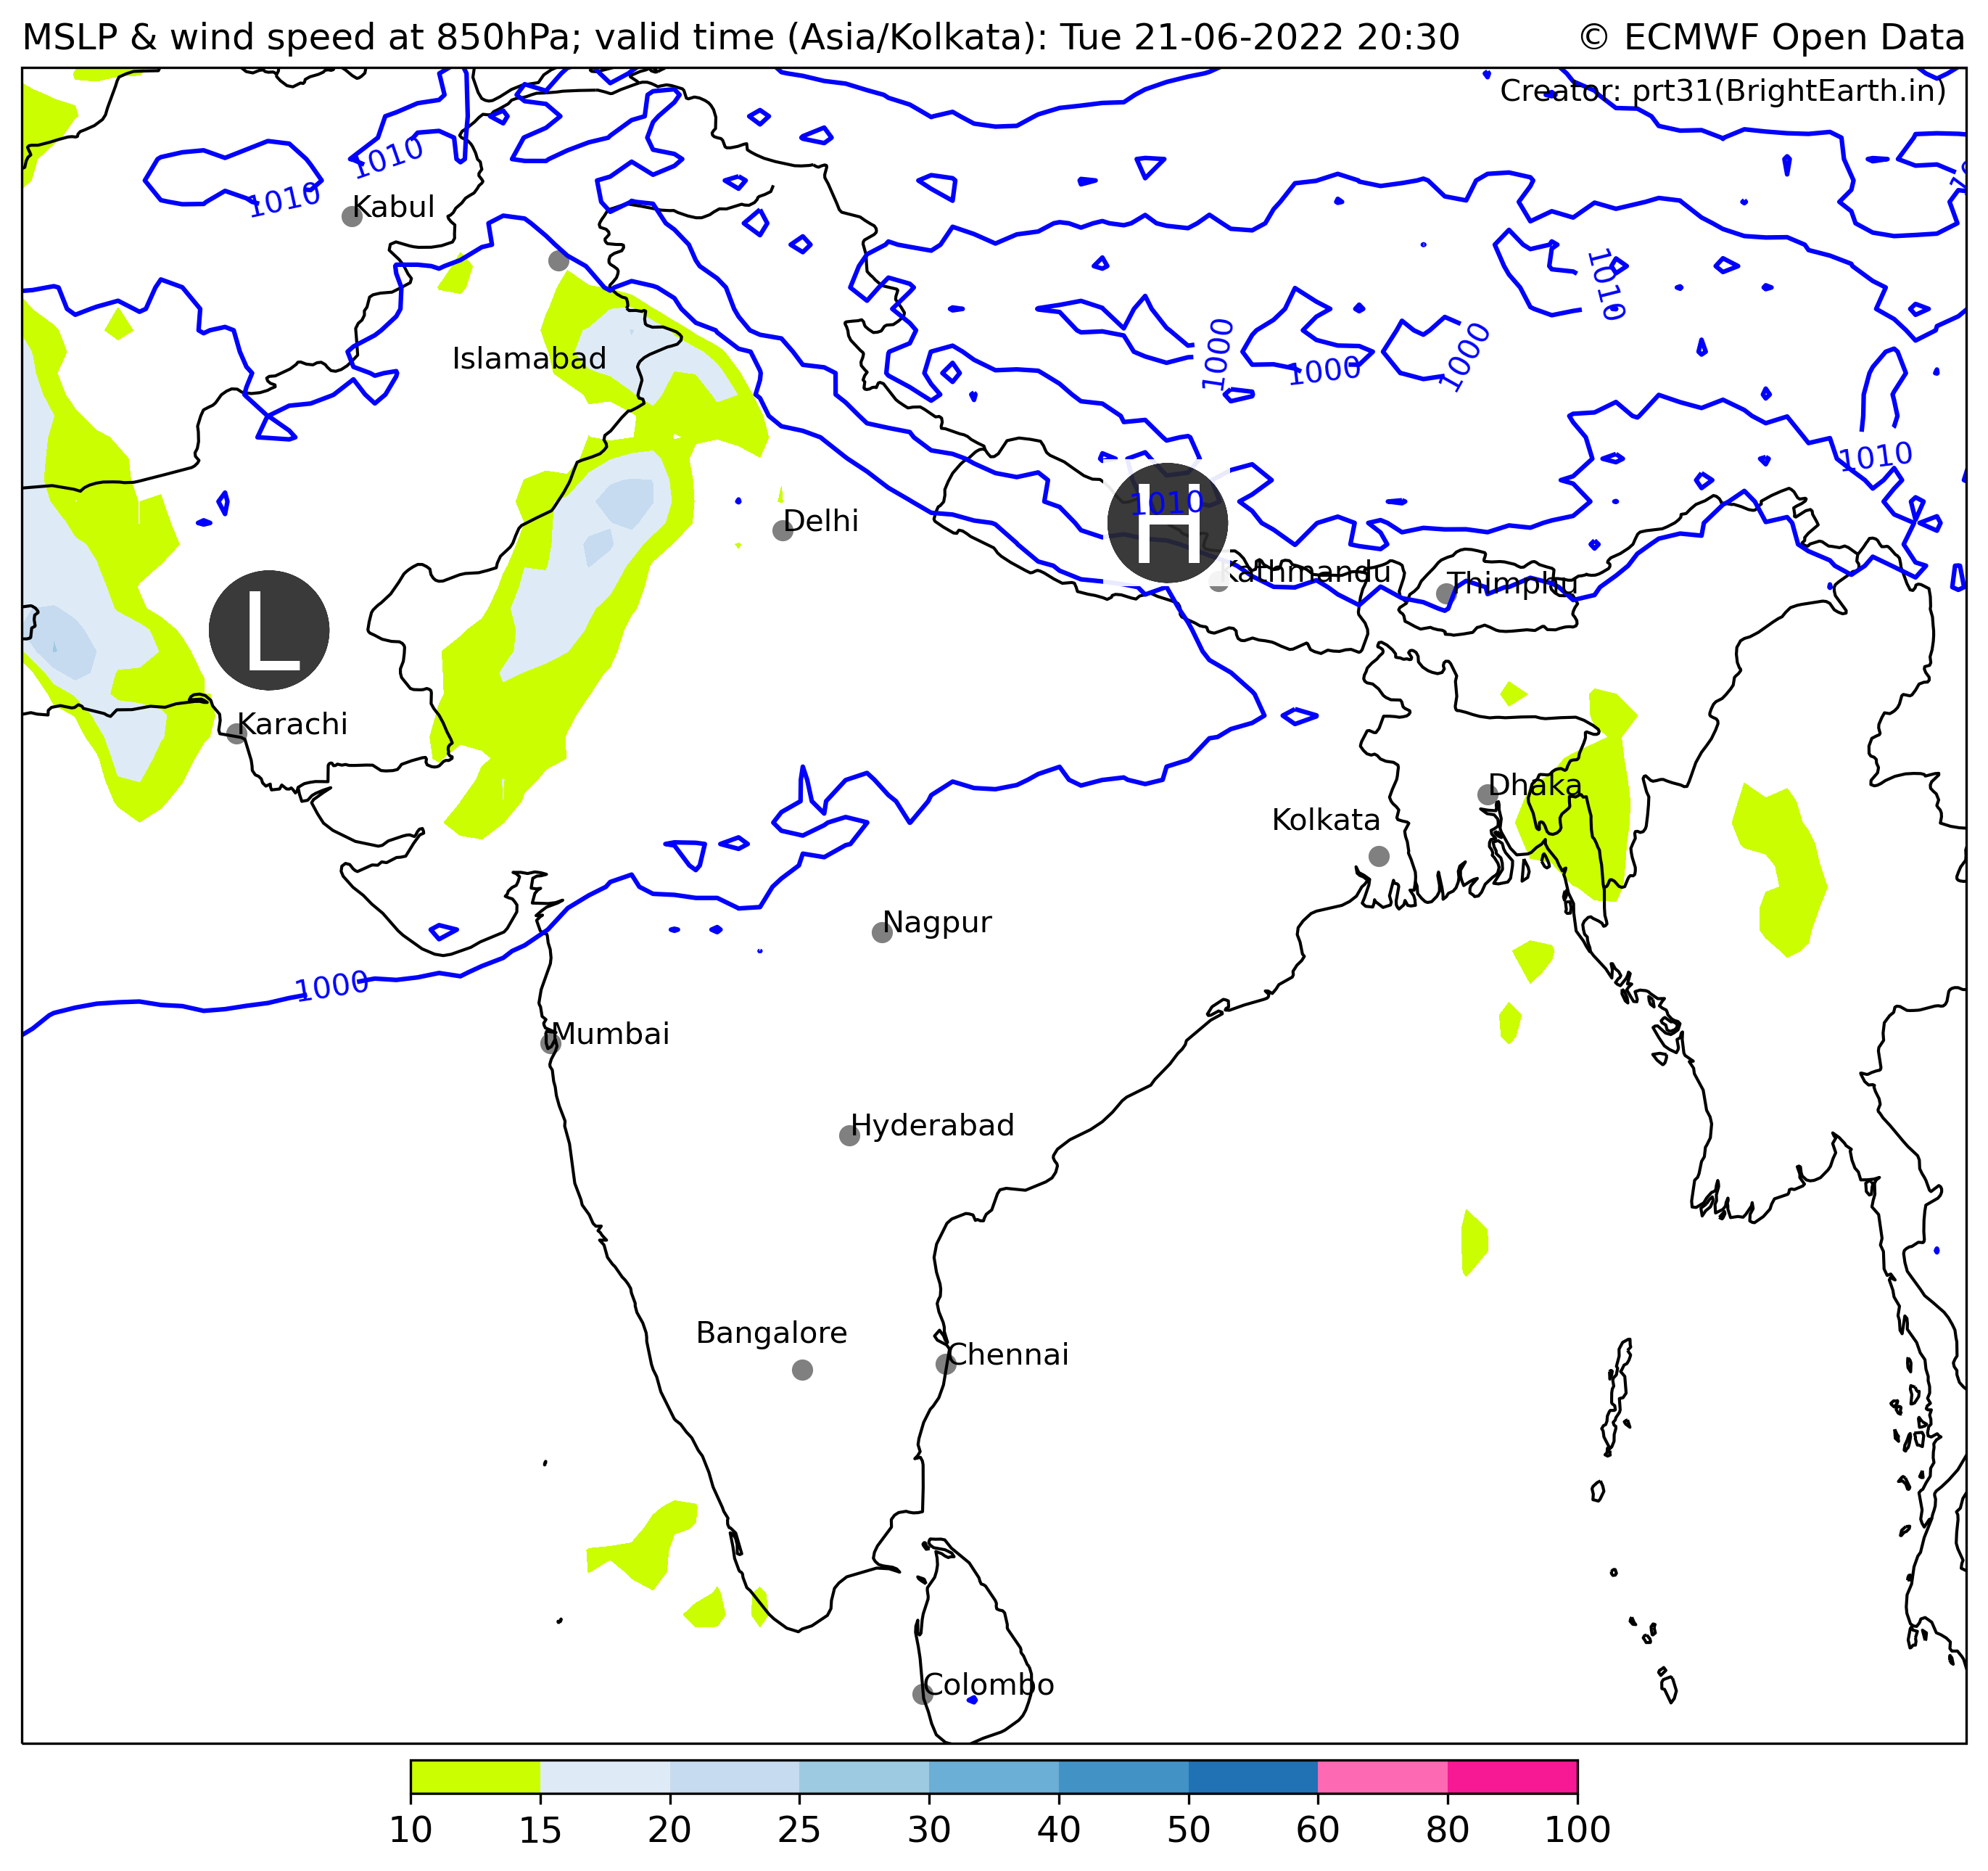 MSLP & wind speed at 850hPa; valid time (Asia/Kolkata): Tue 21-06-2022 20:30
© ECMWF Open Data
Creator: prt31(BrightEarth.in)
1010
1010
Kabul
1010
1000
1000
1000
Islamabad
1010
1010
H
Delhi
Kathmandu
Thimphu
L
Karachi
Dhaka
Kolkata
Nagpur
1000
Mumbai
Hyderabad
Bangalore
Chennai
Colombo
10 15 20 25 30 40 50 60 80 100